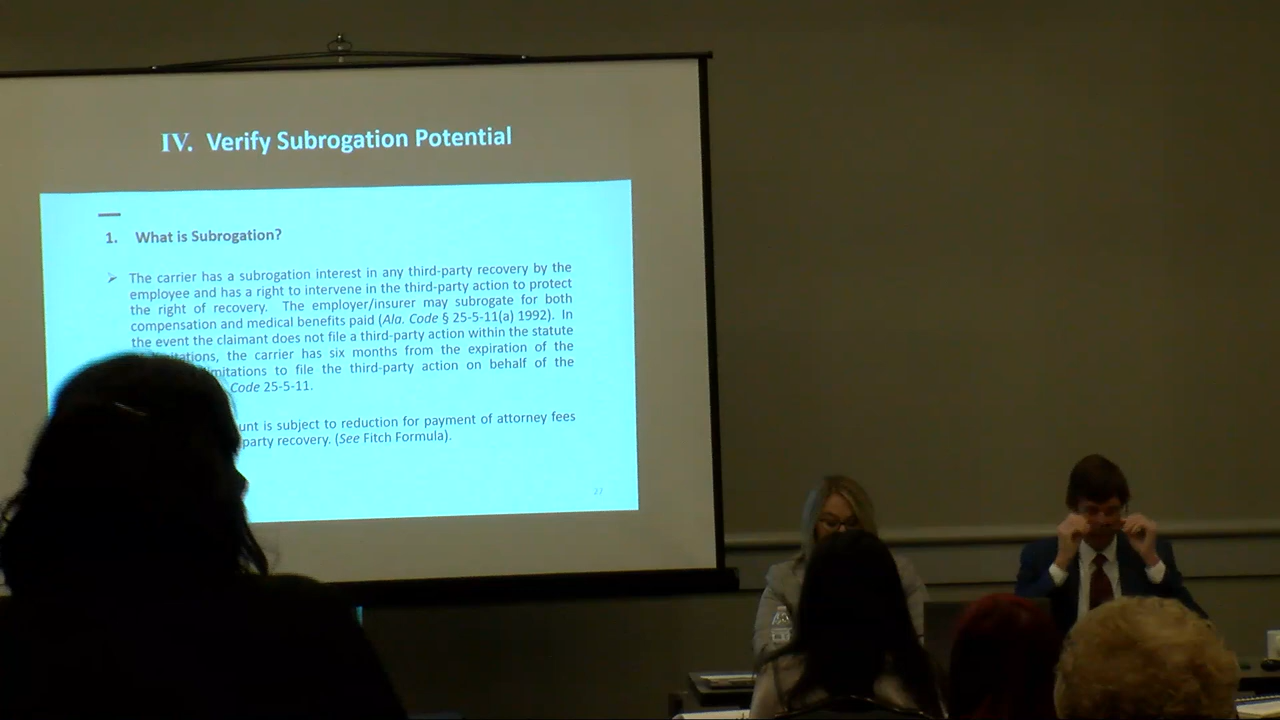 IV. Verify Subrogation Potential
1. What is Subrogation?
➢ The carrier has a subrogation interest in any third-party recovery by the
employee and has a right to intervene in the third-party action to protect
the right of recovery. The employer/insurer may subrogate for both
compensation and medical benefits paid (Ala. Code § 25-5-11(a) 1992). In
the event the claimant does not file a third-party action within the statute
the carrier has six months from the expiration of the
to file the third-party action on behalf of the
Code 25-5-11.
is subject to reduction for payment of attorney fees
party recovery. (See Fitch Formula).
27